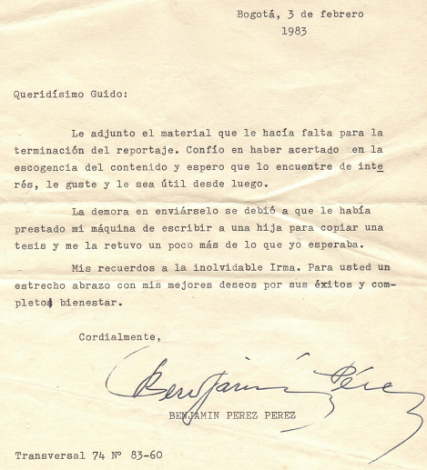 Bogotá, 3 de febrero
1983
Queridísimo Guido:
Le adjunto el material que le hacía falta para la
terminación del reportaje. Confío en haber acertado en la
escogencia del contenido y espero que lo encuentre de inte
rés, le guste y le sea útil desde luego.
La demora en enviárselo se debió a que le había
prestado mi máquina de escribir a una hija para copiar una
tesis y me la retuvo un poco más de lo que yo esperaba.
Mis recuerdos a la inolvidable Irma. Para usted un
estrecho abrazo con mis mejores deseos por sus éxitos y com-
pleto bienestar.
Cordialmente,
Benjamín Pérez
BENJAMIN PEREZ PEREZ
Transversal 74 Nº 83-60